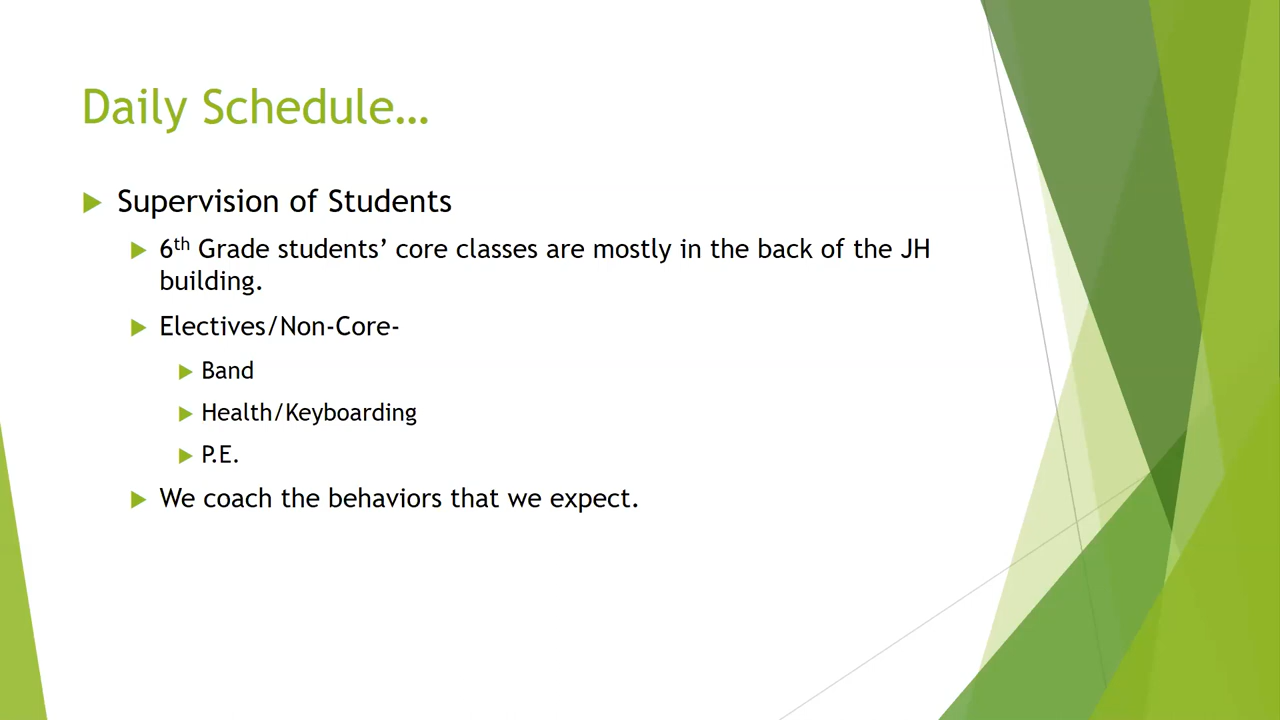 Daily Schedule…
Supervision of Students
6th Grade students’ core classes are mostly in the back of the JH
building.
Electives/Non-Core-
Band
Health/Keyboarding
P.E.
We coach the behaviors that we expect.